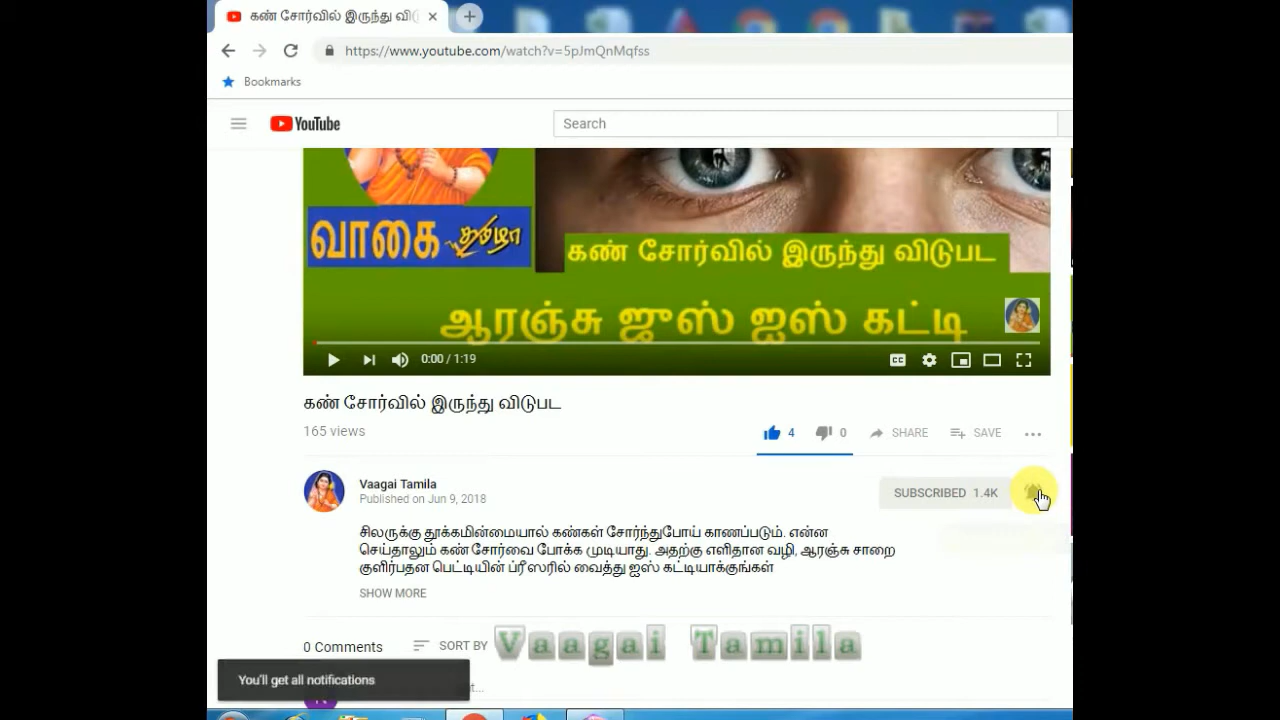 கண் சோர்வில் இருந்து விடு
https://www.youtube.com/watch?v=5pJmQnMqfss
Bookmarks
YouTube
Search
வாகை தமிழா
கண் சோர்வில் இருந்து விடுபட
ஆரஞ்சு ஜுஸ் ஐஸ் கட்டி
0:00 / 1:19
CC
கண் சோர்வில் இருந்து விடுபட
165 views
4 0 SHARE SAVE
Vaagai Tamila
Published on Jun 9, 2018
SUBSCRIBED 1.4K
சிலருக்கு தூக்கமின்மையால் கண்கள் சோர்ந்துபோய் காணப்படும். என்ன
செய்தாலும் கண் சோர்வை போக்க முடியாது. அதற்கு எளிதான வழி, ஆரஞ்சு சாறை
குளிர்பதன பெட்டியின் ப்ரீஸரில் வைத்து ஐஸ் கட்டியாக்குங்கள்
SHOW MORE
0 Comments SORT BY
Vaagai Tamila
You'll get all notifications